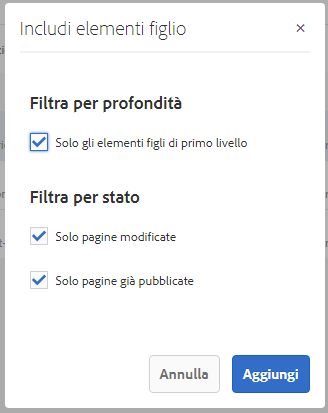 Includi elementi figlio
Filtra per profondità
Solo gli elementi figli di primo livello
Filtra per stato
Solo pagine modificate
Solo pagine già pubblicate
Annulla
Aggiungi